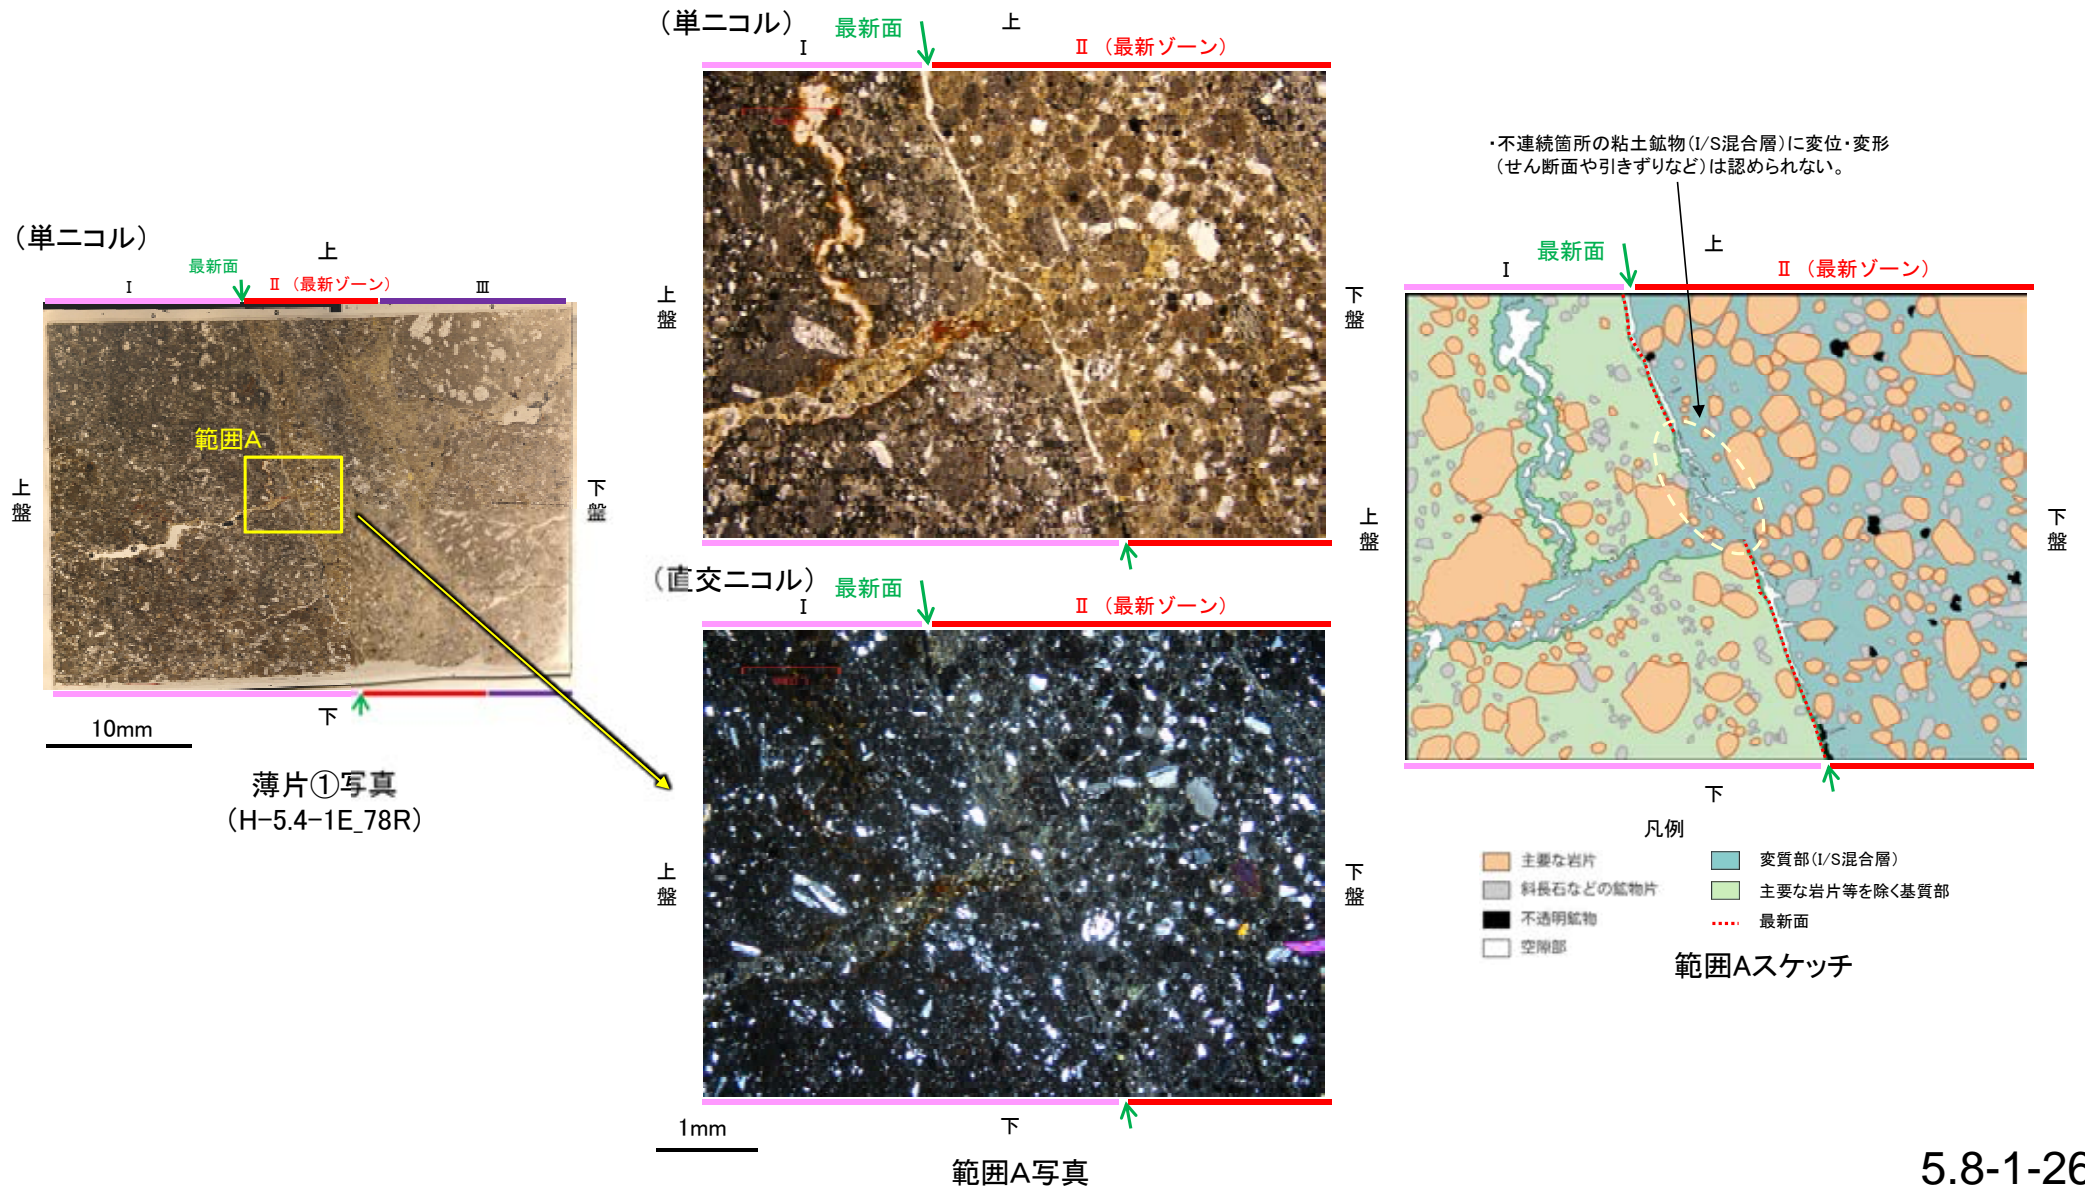 (単ニコル)
上
最新面
Ⅰ
Ⅱ (最新ゾーン)
Ⅲ
範囲A
上盤
下盤
下
10mm
薄片①写真
(H-5.4-1E_78R)
(単ニコル)
最新面
上
Ⅰ
Ⅱ (最新ゾーン)
上盤
下盤
(直交ニコル)
最新面
Ⅰ
Ⅱ (最新ゾーン)
上盤
下盤
下
1mm
範囲A写真
・不連続箇所の粘土鉱物(I/S混合層)に変位・変形
(せん断面や引きずりなど)は認められない。
最新面
上
Ⅰ
Ⅱ (最新ゾーン)
上盤
下盤
下
凡例
主要な岩片
斜長石などの鉱物片
不透明鉱物
空隙部
変質部(I/S混合層)
主要な岩片等を除く基質部
最新面
範囲Aスケッチ
5.8-1-26